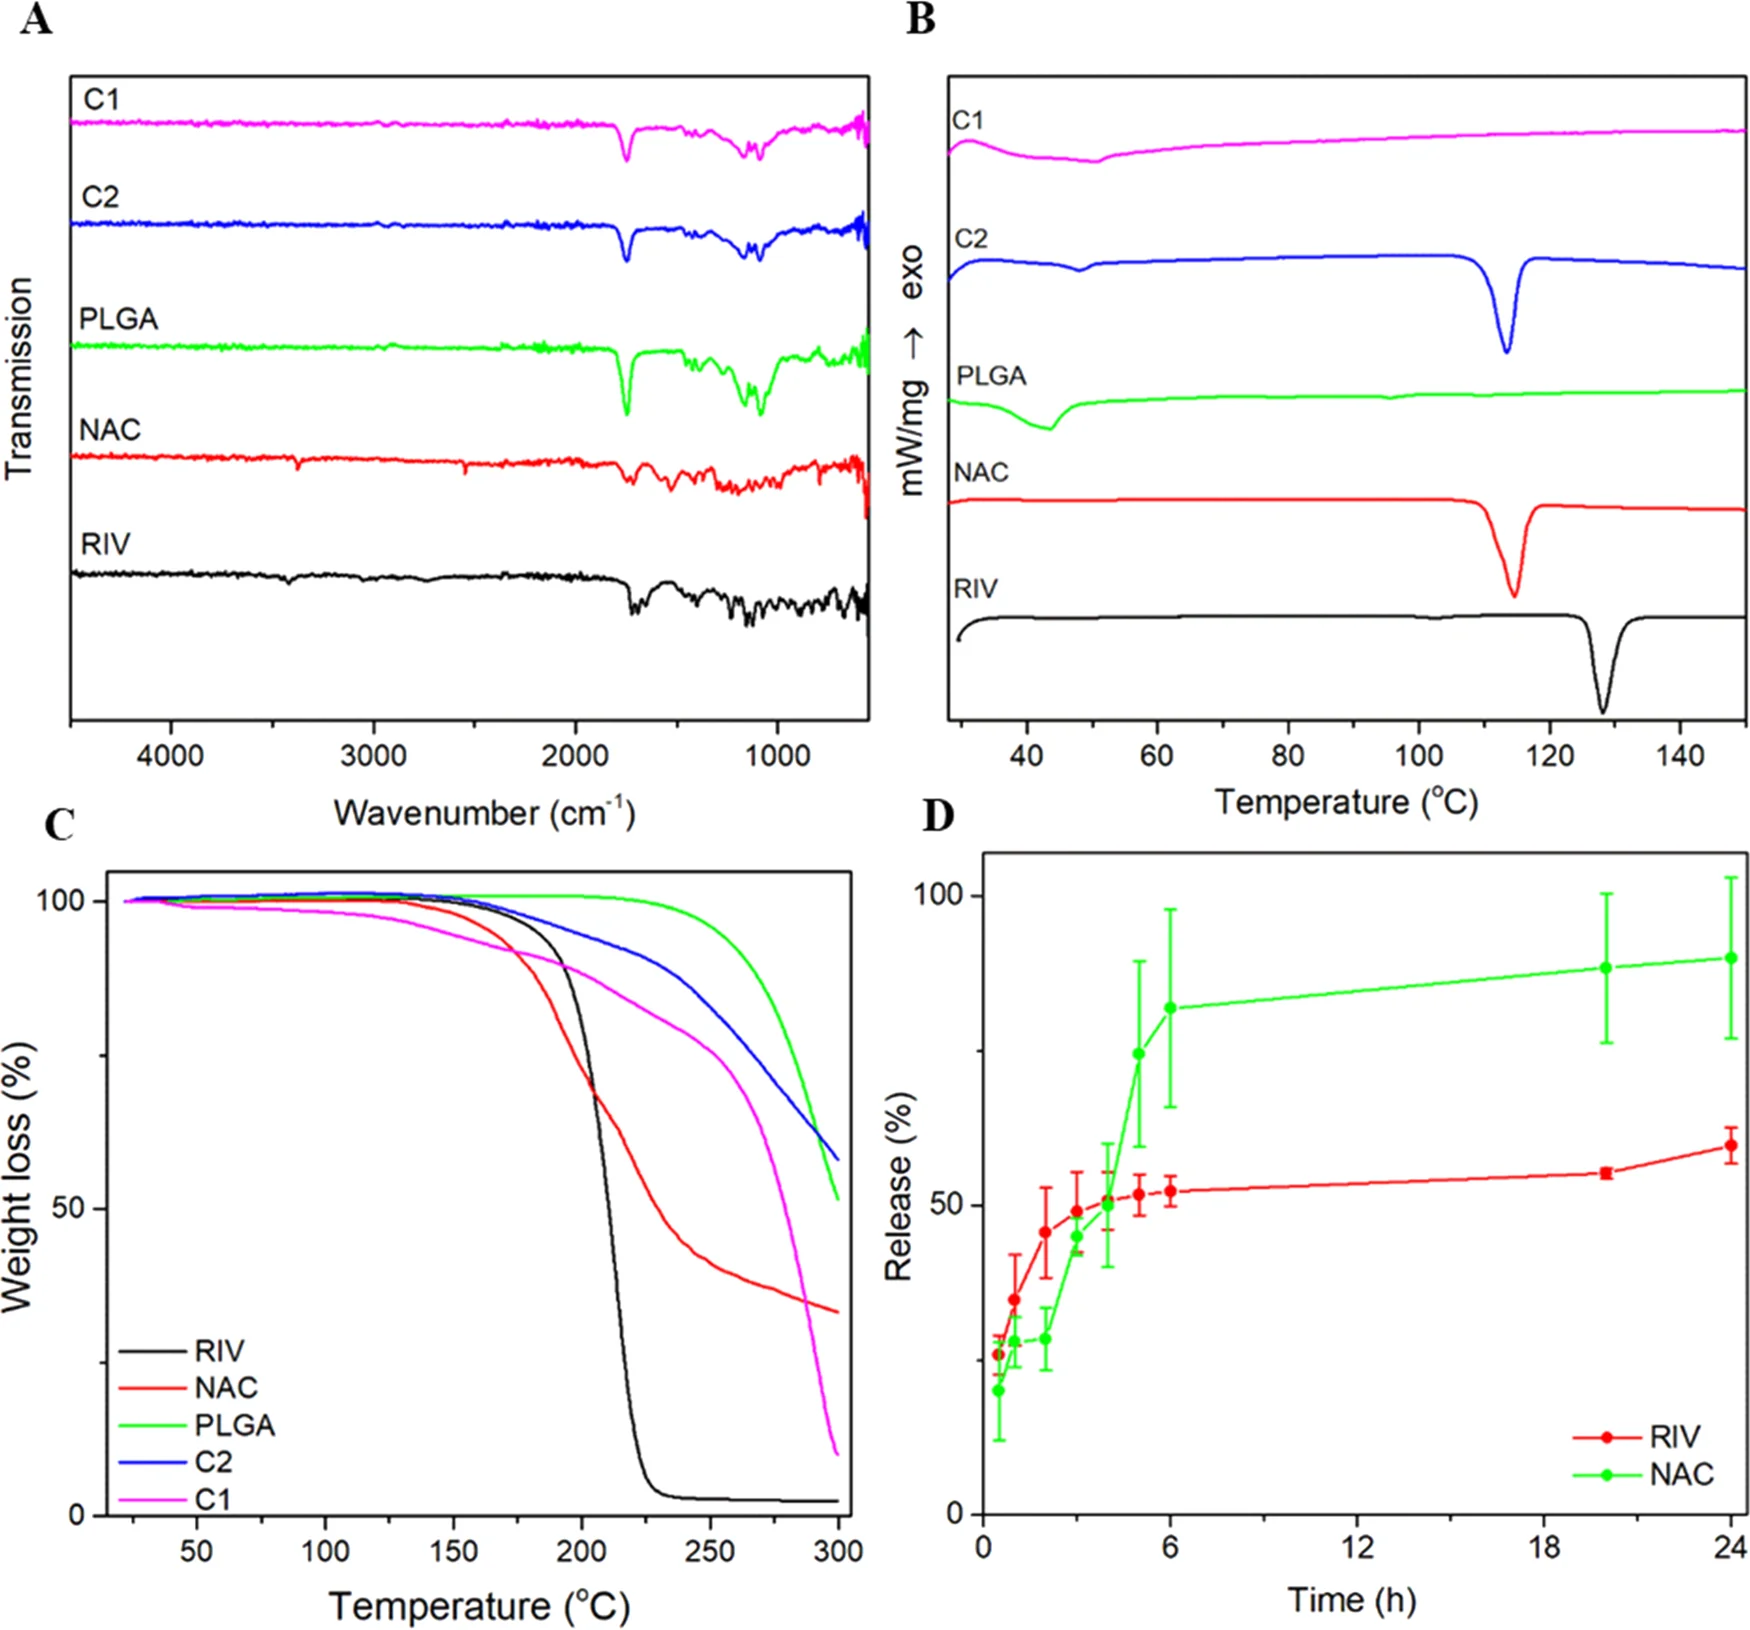 A
C1
C2
PLGA
NAC
RIV
Transmission
4000 3000 2000 1000
Wavenumber (cm⁻¹)
B
C1
C2
PLGA
NAC
RIV
mW/mg → exo
40 60 80 100 120 140
Temperature (°C)
C
100
50
0
Weight loss (%)
RIV
NAC
PLGA
C2
C1
50 100 150 200 250 300
Temperature (°C)
D
100
50
0
Release (%)
RIV
NAC
0 6 12 18 24
Time (h)